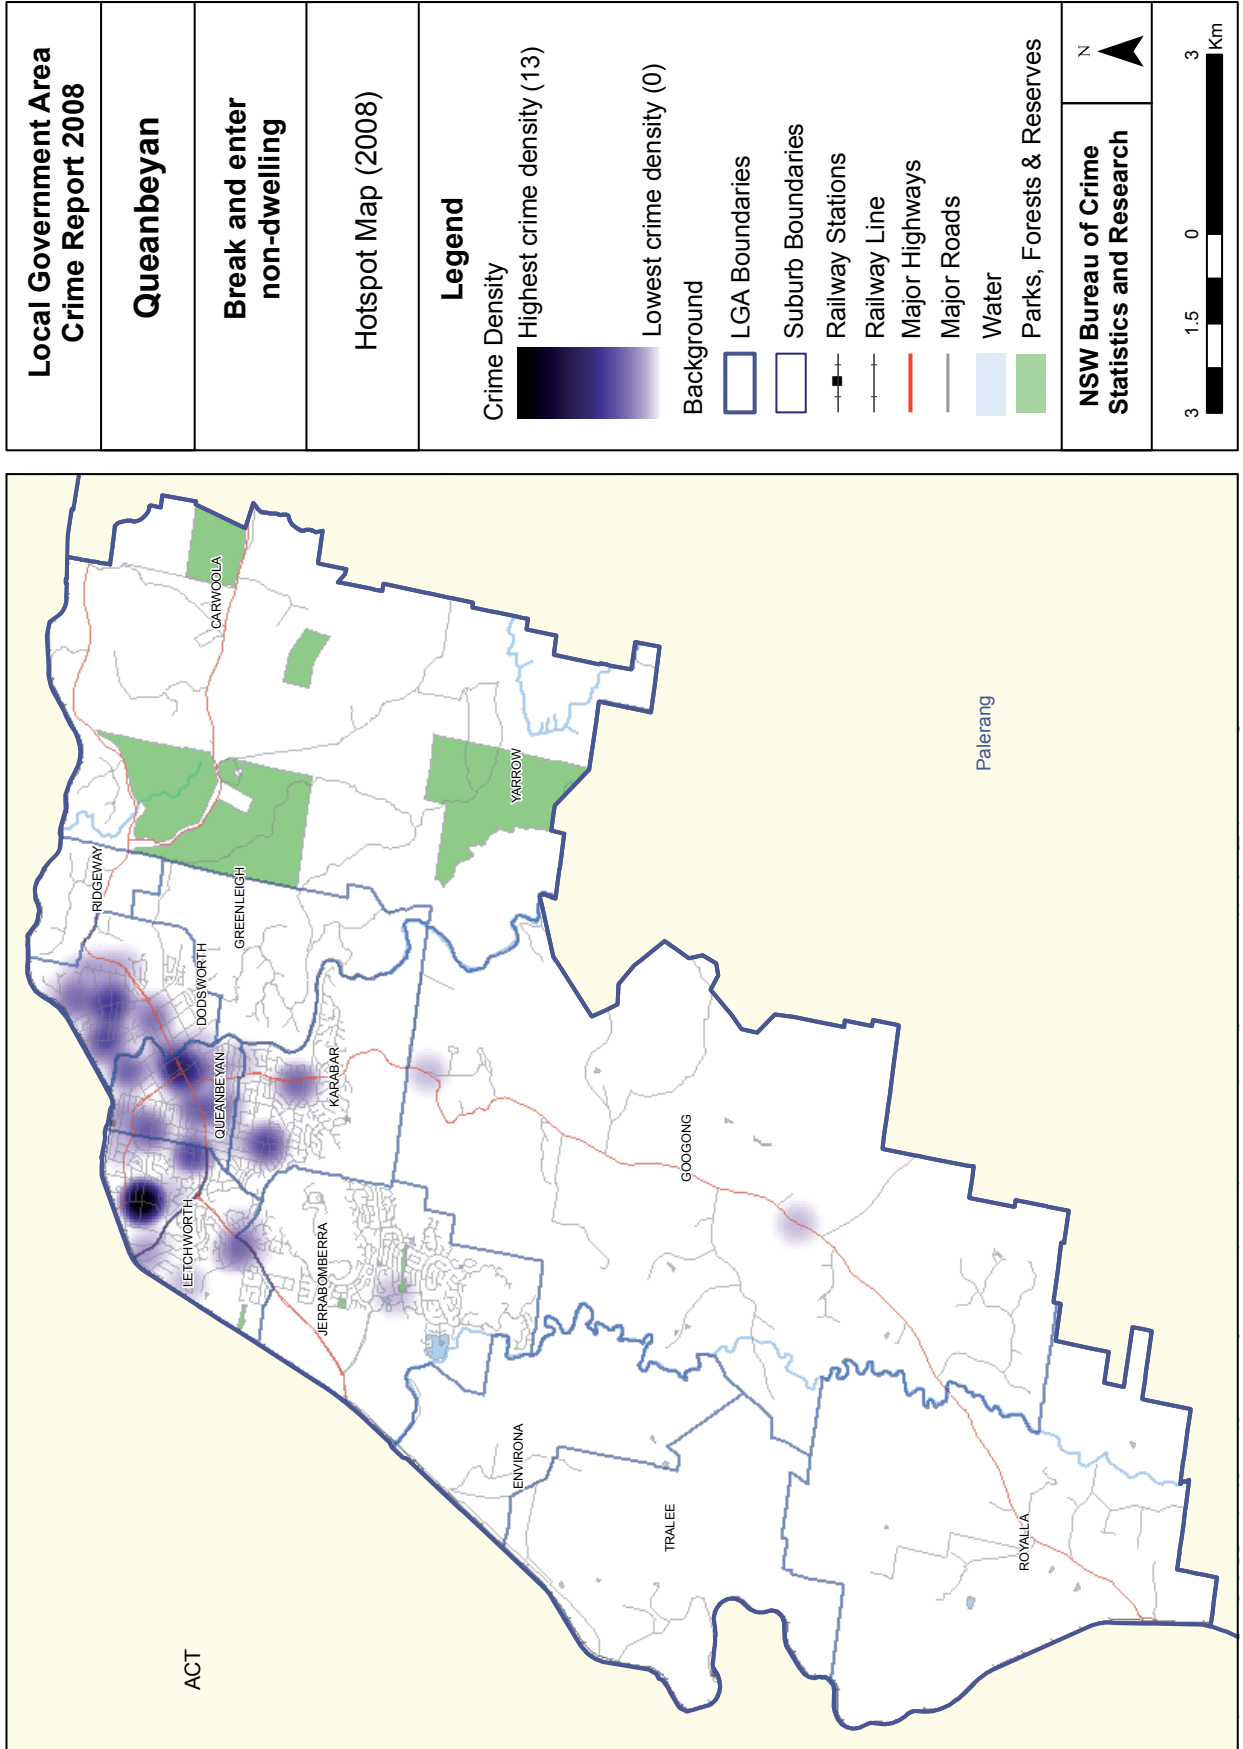 Local Government Area
Crime Report 2008
Queanbeyan
Break and enter
non-dwelling
Hotspot Map (2008)
Legend
Crime Density
Highest crime density (13)
Lowest crime density (0)
Background
LGA Boundaries
Suburb Boundaries
Railway Stations
Railway Line
Major Highways
Major Roads
Water
Parks, Forests & Reserves
NSW Bureau of Crime
Statistics and Research
N
3 1.5 0 3
Km
ACT
LETCHWORTH
QUEANBEYAN
DODSWORTH
RIDGEWAY
GREENLEIGH
CARWOOLA
JERRABOMBERRA
KARABAR
YARROW
ENVIRONA
TRALEE
GOOGONG
ROYALLA
Palerang